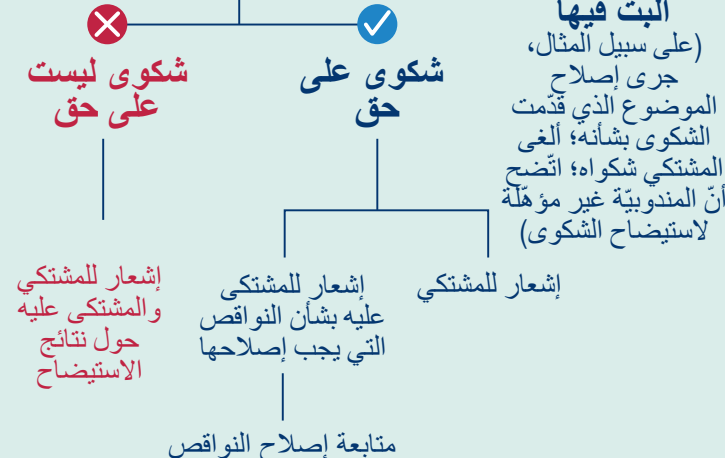 البت فيها
(على سبيل المثال،
جرى إصلاح
الموضوع الذي قدّمت
الشكوى بشأنه؛ ألغى
المشتكي شكواه؛ اتّضح
أنّ المندوبيّة غير مؤهّلة
لاستيضاح الشكوى)
شكوى على
حق
شكوى ليست
على حق
إشعار للمشتكي
إشعار للمشتكى
عليه بشأن النواقص
التي يجب إصلاحها
إشعار للمشتكي
والمشتكى عليه
حول نتائج
الاستيضاح
متابعة إصلاح النواقص